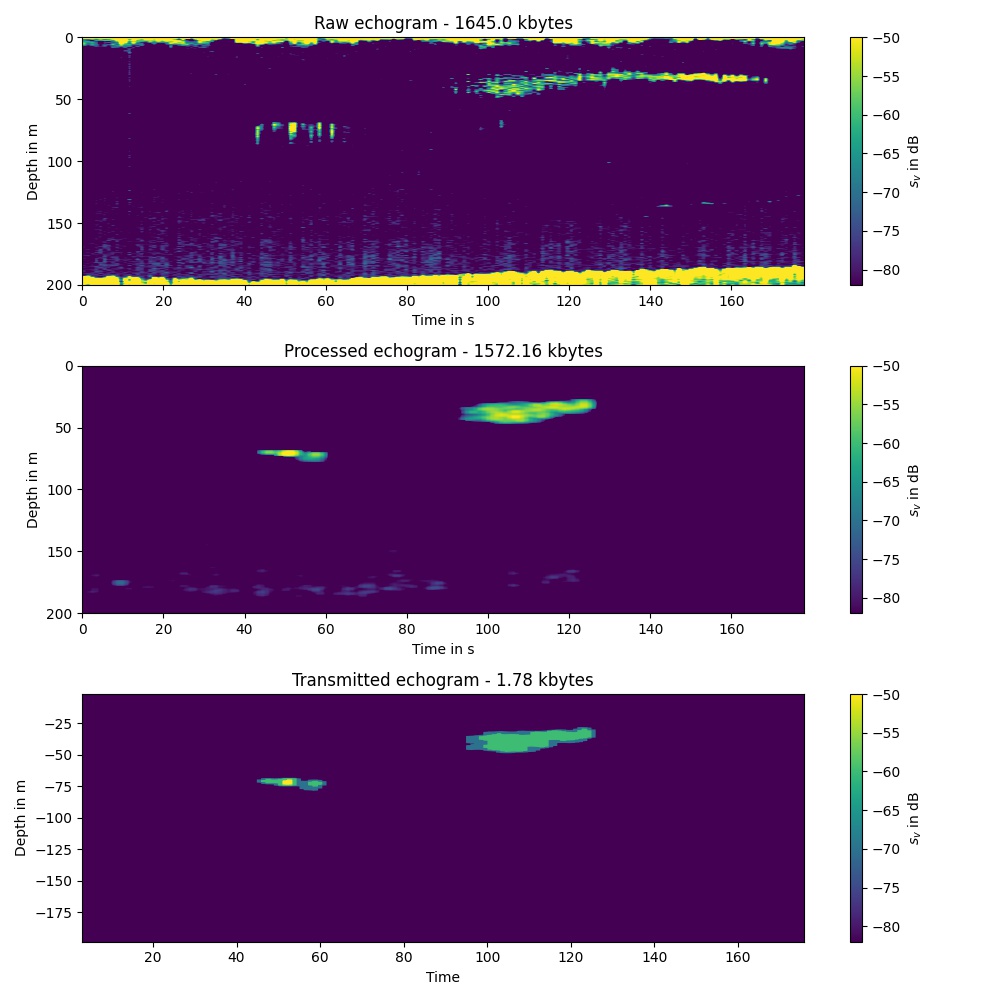 Raw echogram - 1645.0 kbytes
0
50
100
150
200
Depth in m
0 20 40 60 80 100 120 140 160
Time in s
−50
−55
−60
−65
−70
−75
−80
sv in dB
Processed echogram - 1572.16 kbytes
0
50
100
150
200
Depth in m
0 20 40 60 80 100 120 140 160
Time in s
−50
−55
−60
−65
−70
−75
−80
sv in dB
Transmitted echogram - 1.78 kbytes
−25
−50
−75
−100
−125
−150
−175
Depth in m
20 40 60 80 100 120 140 160
Time
−50
−55
−60
−65
−70
−75
−80
sv in dB